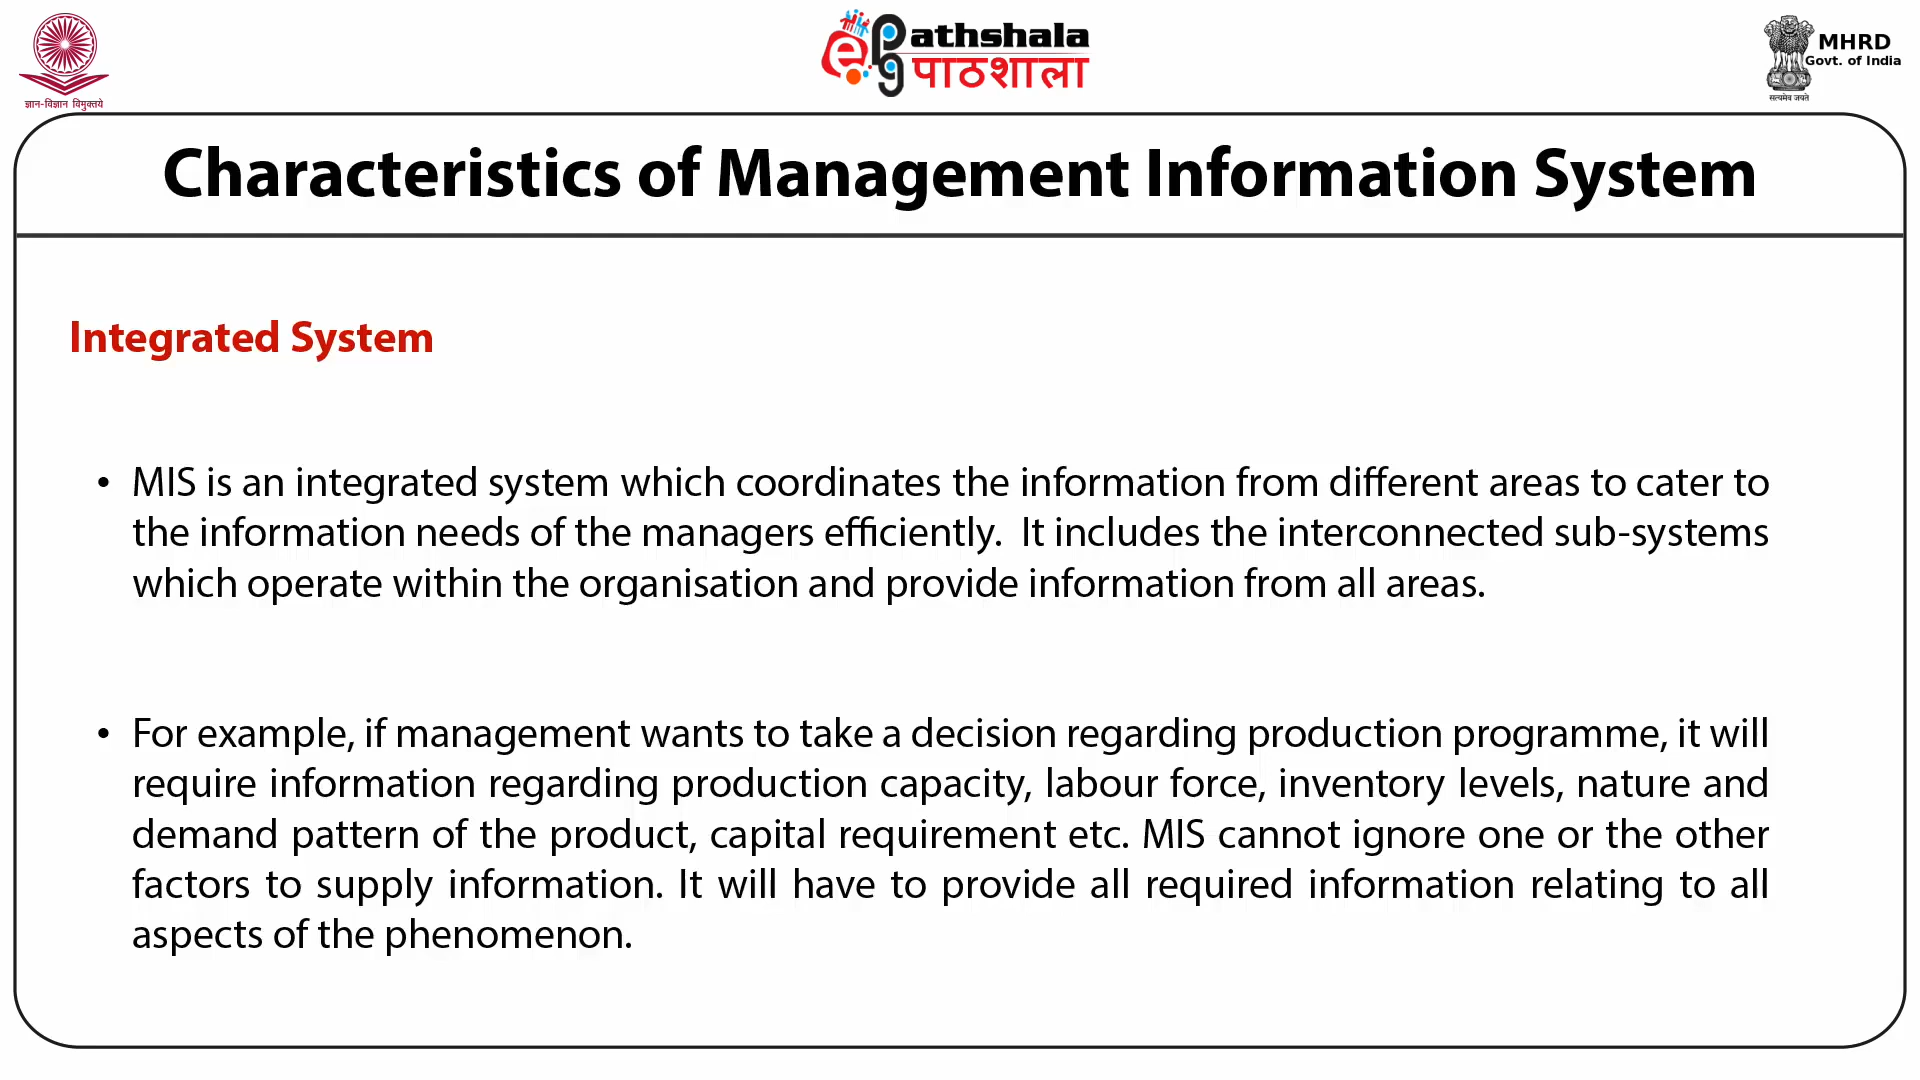 ज्ञान-विज्ञान विमुक्तये
ePathshala
पाठशाला
MHRD
Govt. of India
सत्यमेव जयते
Characteristics of Management Information System
Integrated System
• MIS is an integrated system which coordinates the information from different areas to cater to
the information needs of the managers efficiently. It includes the interconnected sub-systems
which operate within the organisation and provide information from all areas.
• For example, if management wants to take a decision regarding production programme, it will
require information regarding production capacity, labour force, inventory levels, nature and
demand pattern of the product, capital requirement etc. MIS cannot ignore one or the other
factors to supply information. It will have to provide all required information relating to all
aspects of the phenomenon.